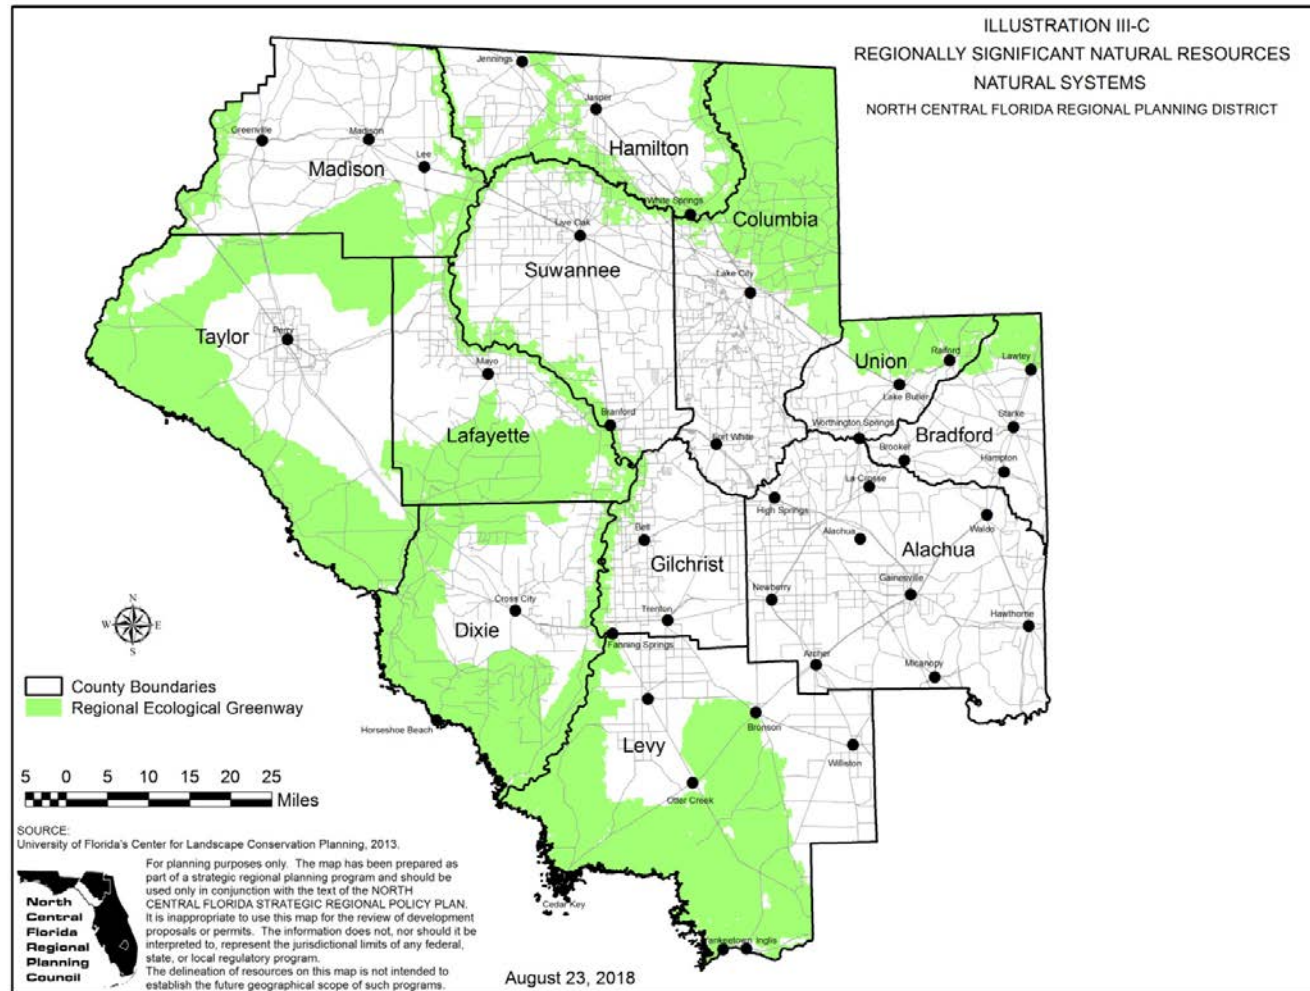 ILLUSTRATION III-C
REGIONALLY SIGNIFICANT NATURAL RESOURCES
NATURAL SYSTEMS
NORTH CENTRAL FLORIDA REGIONAL PLANNING DISTRICT
Jennings
Jasper
Greenville
Madison
Hamilton
Lee
Madison
White Springs
Columbia
Live Oak
Suwannee
Lake City
Taylor
Perry
Union
Raiford
Lawtey
Mayo
Lake Butler
Branford
Worthington Springs
Starke
Lafayette
Fort White
Bradford
Brooker
Hampton
La Crosse
High Springs
Bell
Alachua
Waldo
Alachua
Gilchrist
Gainesville
Newberry
Cross City
Trenton
Hawthorne
Dixie
Fanning Springs
Archer
Micanopy
N
W
E
S
County Boundaries
Regional Ecological Greenway
Horseshoe Beach
Bronson
Levy
Williston
5 0 5 10 15 20 25
Miles
Otter Creek
SOURCE:
University of Florida's Center for Landscape Conservation Planning, 2013.
For planning purposes only. The map has been prepared as
part of a strategic regional planning program and should be
used only in conjunction with the text of the NORTH
CENTRAL FLORIDA STRATEGIC REGIONAL POLICY PLAN.
It is inappropriate to use this map for the review of development
proposals or permits. The information does not, nor should it be
interpreted to, represent the jurisdictional limits of any federal,
state, or local regulatory program.
The delineation of resources on this map is not intended to
establish the future geographical scope of such programs.
North
Central
Florida
Regional
Planning
Council
Cedar Key
Yankeetown Inglis
August 23, 2018